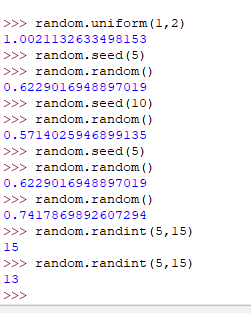 >>> random.uniform(1,2)
1.0021132633498153
>>> random.seed(5)
>>> random.random()
0.6229016948897019
>>> random.seed(10)
>>> random.random()
0.5714025946899135
>>> random.seed(5)
>>> random.random()
0.6229016948897019
>>> random.random()
0.7417869892607294
>>> random.randint(5,15)
15
>>> random.randint(5,15)
13
>>>